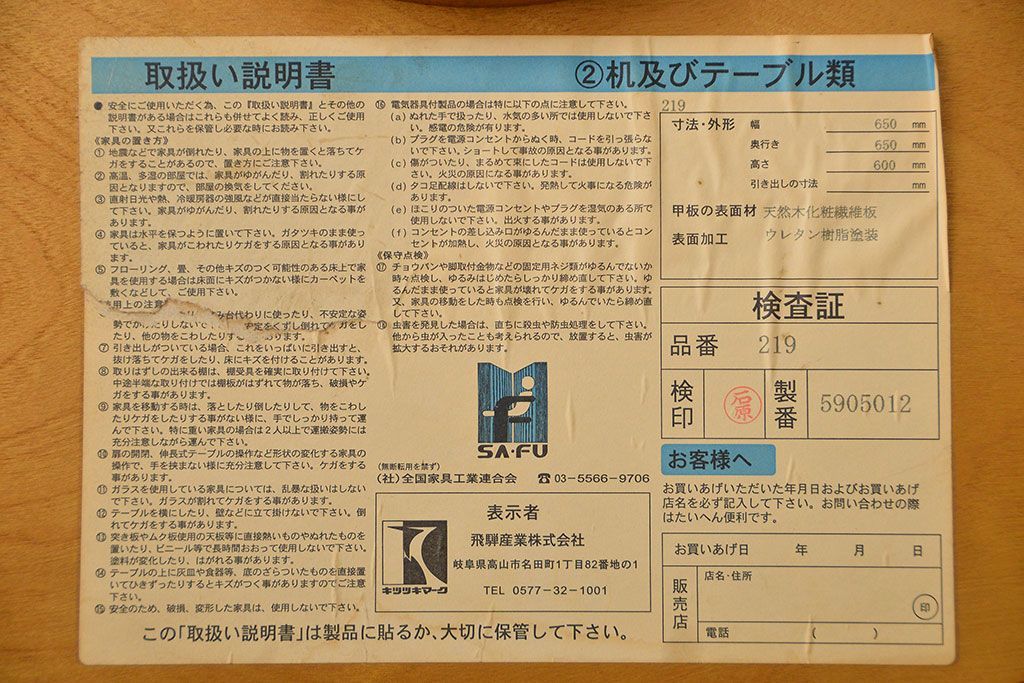 取扱い説明書
②机及びテーブル類
● 安全にご使用いただく為、この『取扱い説明書』とその他の
説明書がある場合はこれらも併せてよく読み、正しくご使用
下さい。又これらを保管し必要な時にお読み下さい。
《家具の置き方》
① 地震などで家具が倒れたり、家具の上に物を置くと落ちてケ
ガをすることがあるので、置き方にご注意下さい。
② 高温、多湿の部屋では、家具がゆがんだり、割れたりする原
因となりますので、部屋の換気をしてください。
③ 直射日光や熱、冷暖房器の強風などが直接当たらない様にし
て下さい。家具がゆがんだり、割れたりする原因となる事が
あります。
④ 家具は水平を保つように置いて下さい。ガタツキのまま使っ
ていると、家具がこわれたりケガをする原因となる事があり
ます。
⑤ フローリング、畳、その他キズのつく可能性のある床上で家
具を使用する場合は床面にキズがつかない様にカーペットを
敷くなどして、ご使用下さい。
使用上の注意
み台代わりに使ったり、不安定な姿
勢でか
りしないで
定をくずし倒れて
ガをし
たり、他の物をこわしたりす
ります。
⑦ 引き出しがついている場合、これをいっぱいに引き出すと、
抜け落ちてケガをしたり、床にキズを付けることがあります。
⑧ 取りはずしの出来る棚は、棚受具を確実に取り付けて下さい。
中途半端な取り付けでは棚板がはずれて物が落ち、破損やケ
ガをする事があります。
⑨ 家具を移動する時は、落としたり倒したりして、物をこわし
たりケガをしたりする事がない様に、手でしっかり持って運
んで下さい。特に重い家具の場合は2人以上で運搬姿勢には
充分注意しながら運んで下さい。
⑩ 扉の開閉、伸長式テーブルの操作など形状の変化する家具の
操作で、手を挟まない様に充分注意して下さい。ケガをする
事があります。
⑪ ガラスを使用している家具については、乱暴な扱いはしない
で下さい。ガラスが割れてケガをする事があります。
⑫ テーブルを横にしたり、壁などに立て掛けないで下さい。倒
れてケガをする事があります。
⑬ 突き板やムク板使用の天板等に直接熱いものやぬれたものを
置いたり、ビニール等で長時間おおって使用しないで下さい。
塗料が変化したり、はがれる事があります。
⑭ テーブルの上に灰皿や食器等、底のざらついたものを直接置
いてひきずったりするとキズがつく事がありますのでご注意
下さい。
⑮ 安全のため、破損、変形した家具は、使用しないで下さい。
⑯ 電気器具付製品の場合は特に以下の点に注意して下さい。
(a) ぬれた手で扱ったり、水気の多い所では使用しないで下さ
い。感電の危険が有ります。
(b) プラグを電源コンセントからぬく時、コードを引っ張らな
いで下さい。ショートして事故の原因となる事があります。
(c) 傷がついたり、まるめて束にしたコードは使用しないで下
さい。火災の原因になる事があります。
(d) タコ足配線はしないで下さい。発熱して火事になる危険が
あります。
(e) ほこりのついた電源コンセントやプラグを湿気のある所で
使用しないで下さい。出火する事があります。
(f) コンセントの差し込み口がゆるんだまま使っているとコン
セントが加熱し、火災の原因となる事があります。
《保守点検》
⑰ チョウバンや脚取付金物などの固定用ネジ類がゆるんでないか
時々点検し、ゆるみはじめたらしっかり締め直して下さい。ゆ
るんだまま使っていると家具が壊れてケガをする事があります。
又、家具の移動をした時も点検を行い、ゆるんでいたら締め直
して下さい。
⑱ 虫害を発見した場合は、直ちに殺虫や防虫処理をして下さい。
他から虫が入ったことも考えられるので、放置すると、虫害が
拡大するおそれがあります。
SA·FU
(無断転用を禁ず)
(社)全国家具工業連合会 ☎03-5566-9706
キツツキマーク
表示者
飛騨産業株式会社
岐阜県高山市名田町1丁目82番地の1
TEL 0577-32-1001
この「取扱い説明書」は製品に貼るか、大切に保管して下さい。
219
寸法・外形 幅 650 mm
奥行き 650 mm
高さ 600 mm
引き出しの寸法 mm
甲板の表面材 天然木化粧繊維板
表面加工 ウレタン樹脂塗装
検査証
品番 219
検印 石原 製番 5905012
お客様へ
お買いあげいただいた年月日およびお買いあげ
店名を必ず記入して下さい。お問い合わせの際
はたいへん便利です。
お買いあげ日 年 月 日
販売店
店名・住所
印
電話 ( )